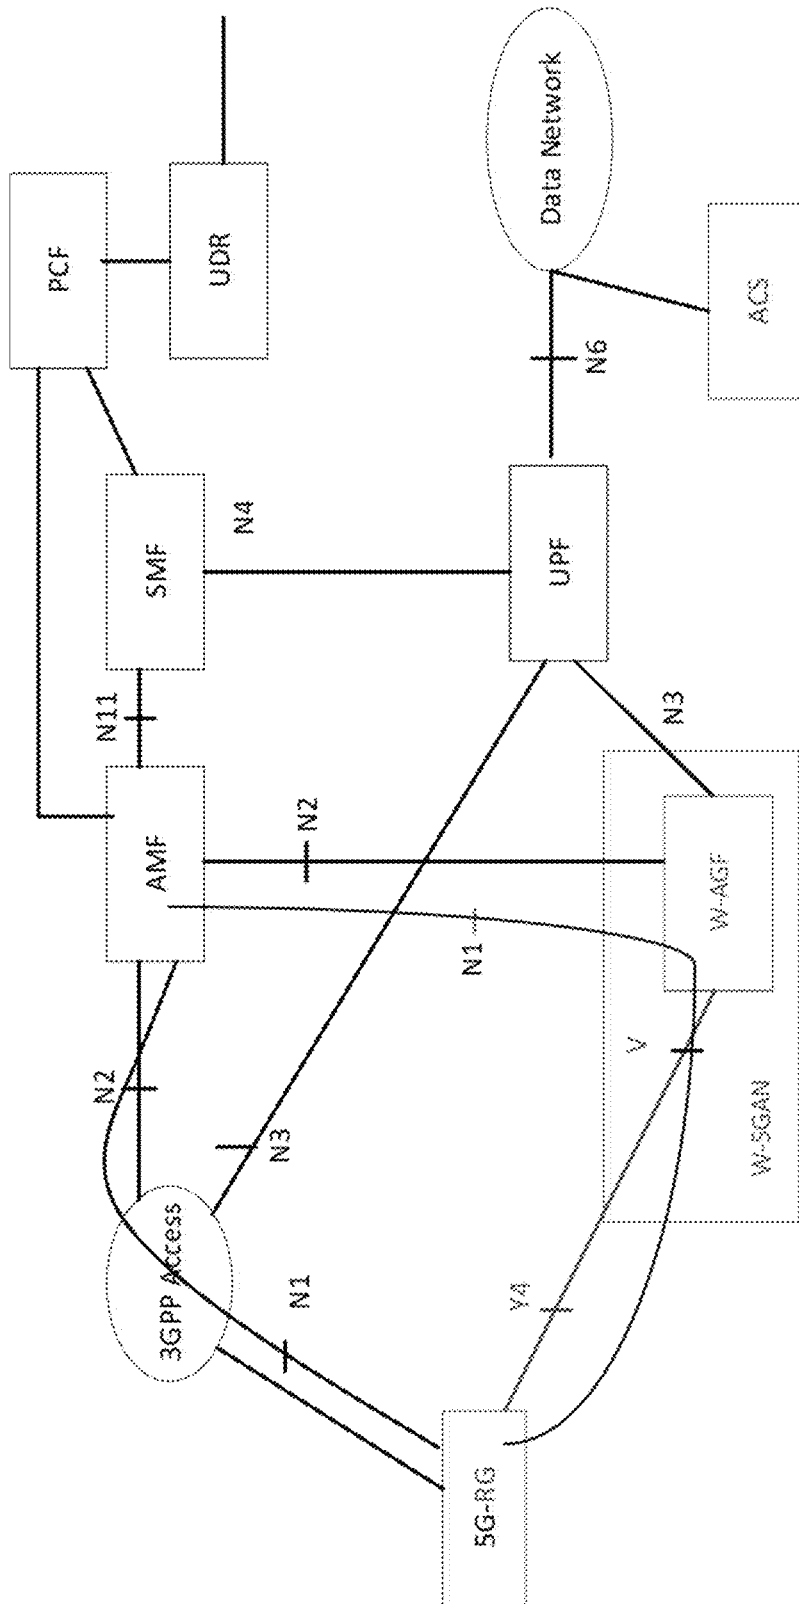 5G-RG
3GPP Access
N1
N2
N3
Y4
V
W-5GAN
W-AGF
N1
N2
N3
AMF
N11
SMF
N4
UPF
N6
PCF
UDR
Data Network
ACS